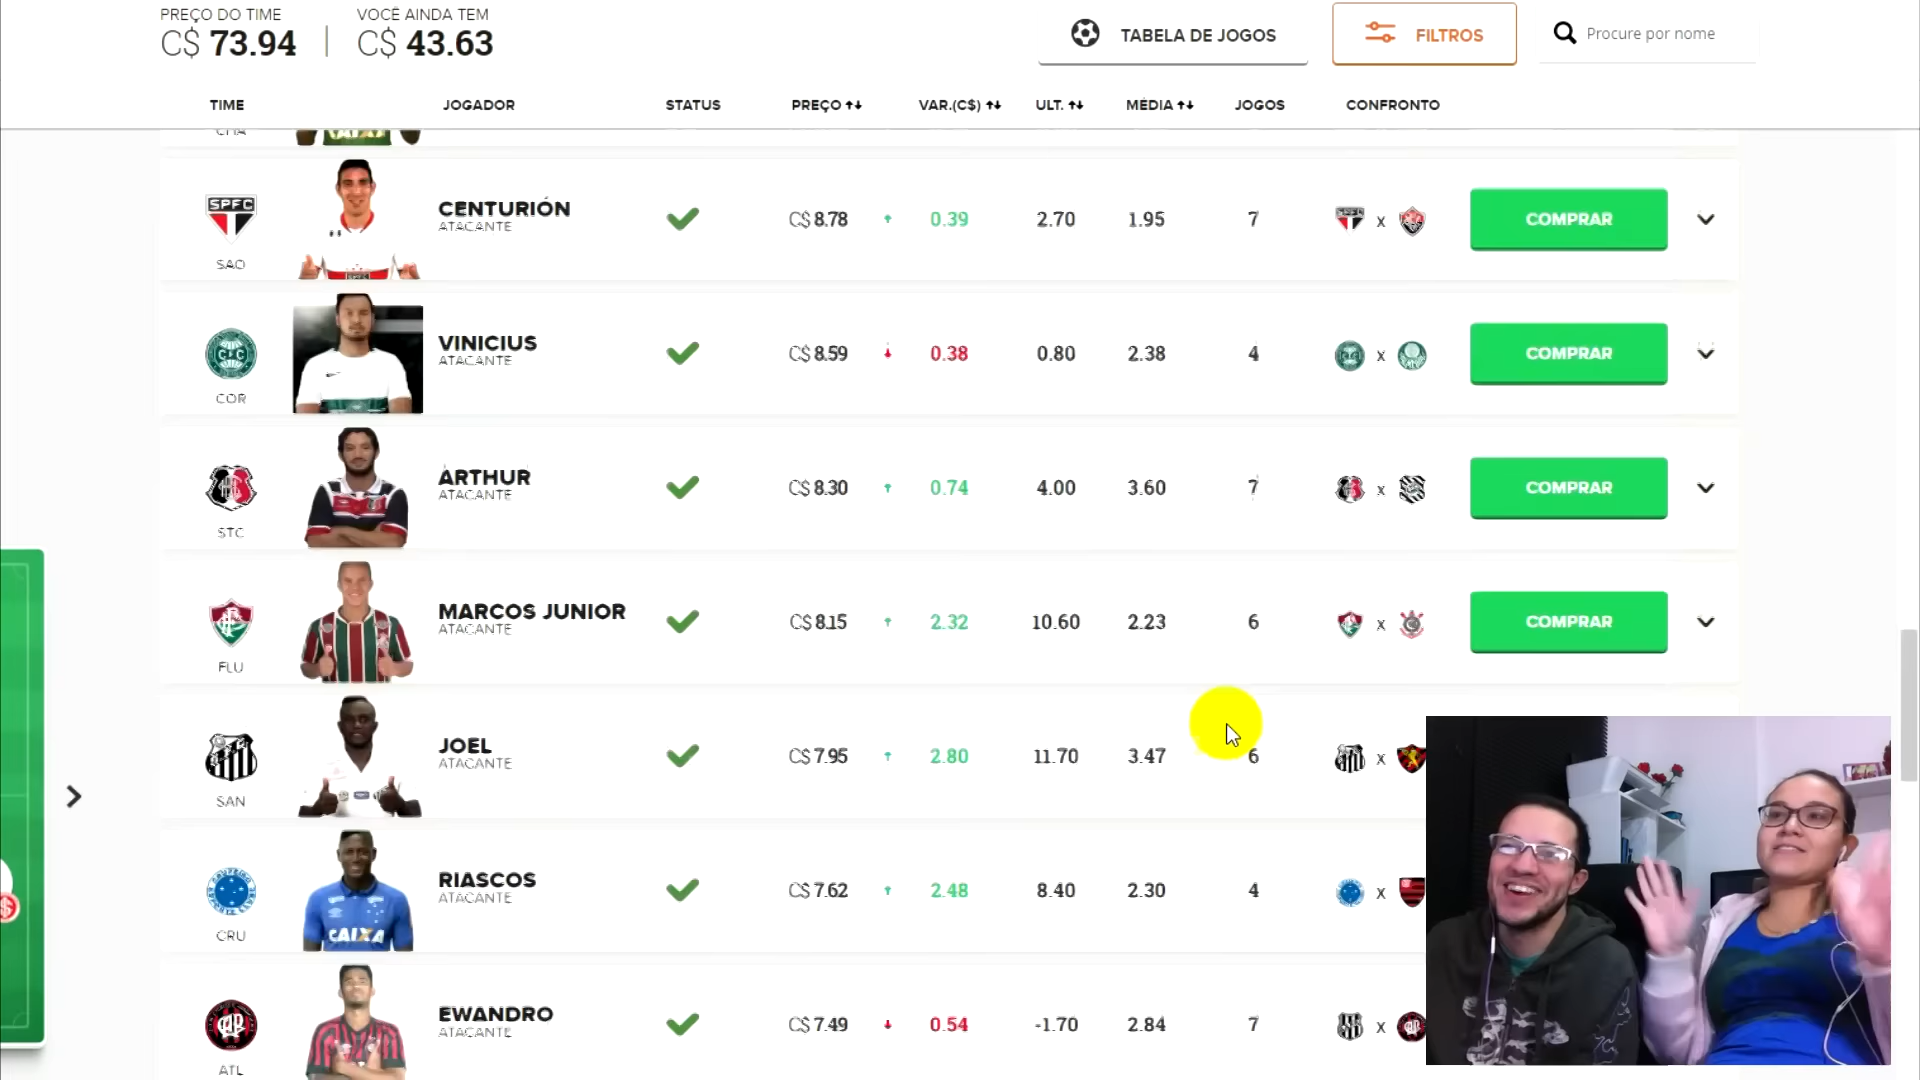 PREÇO DO TIME
C$ 73.94
VOCÊ AINDA TEM
C$ 43.63
TABELA DE JOGOS
FILTROS
Procure por nome
TIME JOGADOR STATUS PREÇO VAR.(C$) ULT. MÉDIA JOGOS CONFRONTO
CHA CAIXA
SPFC
SAO
CENTURIÓN
ATACANTE
C$ 8.78 0.39 2.70 1.95 7 x COMPRAR
COR
VINICIUS
ATACANTE
C$ 8.59 0.38 0.80 2.38 4 x COMPRAR
STC
ARTHUR
ATACANTE
C$ 8.30 0.74 4.00 3.60 7 x COMPRAR
FLU
MARCOS JUNIOR
ATACANTE
C$ 8.15 2.32 10.60 2.23 6 x COMPRAR
SAN
JOEL
ATACANTE
C$ 7.95 2.80 11.70 3.47 6 x
CRU
CAIXA
RIASCOS
ATACANTE
C$ 7.62 2.48 8.40 2.30 4 x
ATL
EWANDRO
ATACANTE
C$ 7.49 0.54 -1.70 2.84 7 x